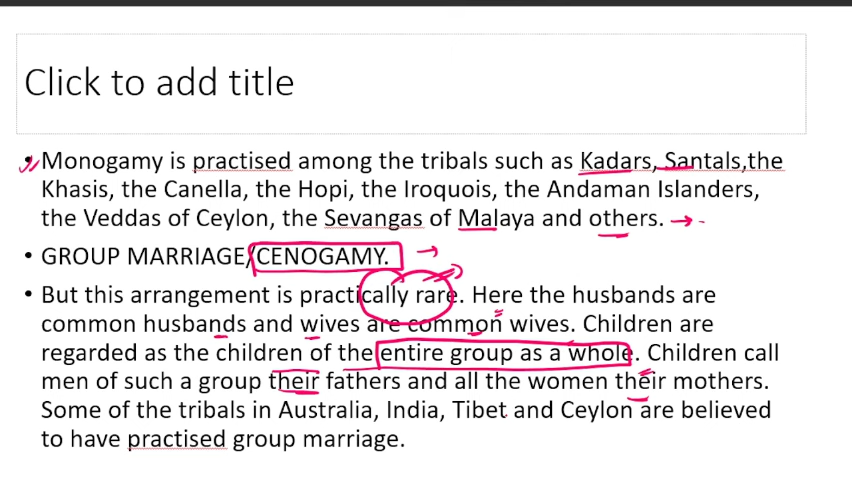 Click to add title
• Monogamy is practised among the tribals such as Kadars, Santals,the
Khasis, the Canella, the Hopi, the Iroquois, the Andaman Islanders,
the Veddas of Ceylon, the Sevangas of Malaya and others.
• GROUP MARRIAGE/CENOGAMY.
• But this arrangement is practically rare. Here the husbands are
common husbands and wives are common wives. Children are
regarded as the children of the entire group as a whole. Children call
men of such a group their fathers and all the women their mothers.
Some of the tribals in Australia, India, Tibet and Ceylon are believed
to have practised group marriage.